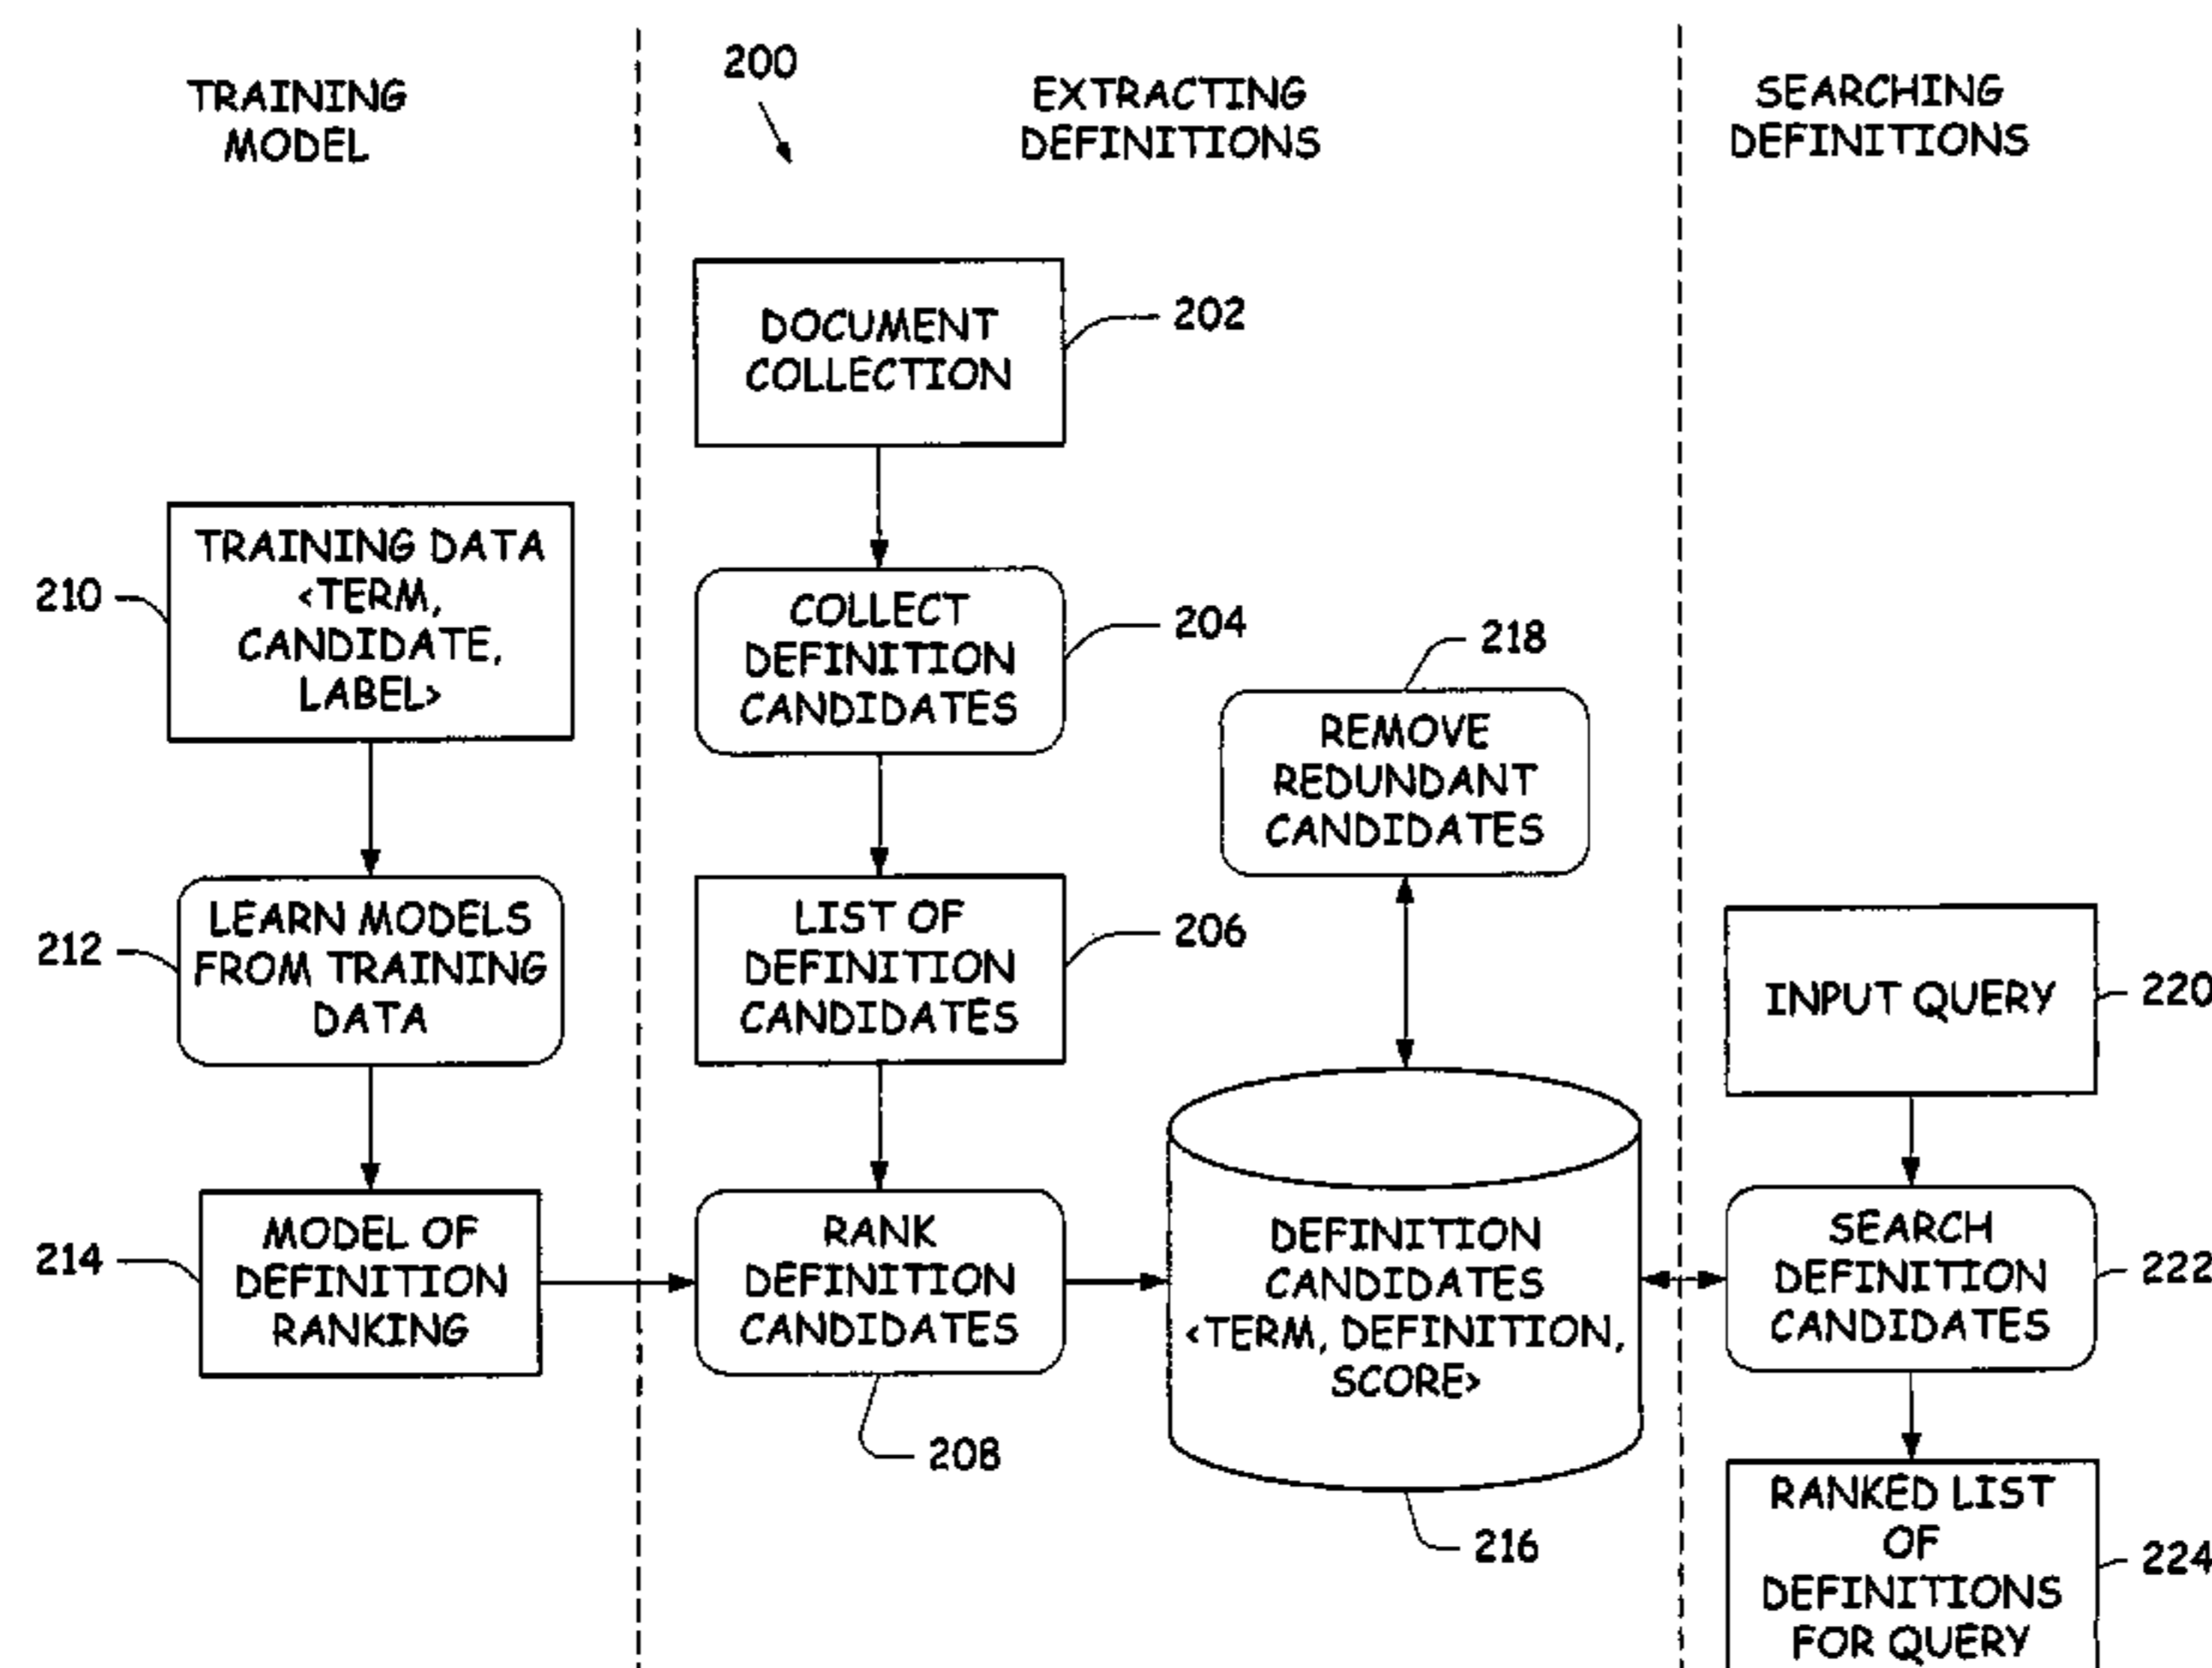 TRAINING
MODEL
200
EXTRACTING
DEFINITIONS
SEARCHING
DEFINITIONS
DOCUMENT
COLLECTION
202
TRAINING DATA
<TERM,
CANDIDATE,
LABEL>
210
COLLECT
DEFINITION
CANDIDATES
204
218
REMOVE
REDUNDANT
CANDIDATES
LEARN MODELS
FROM TRAINING
DATA
212
LIST OF
DEFINITION
CANDIDATES
206
INPUT QUERY
220
MODEL OF
DEFINITION
RANKING
214
RANK
DEFINITION
CANDIDATES
208
DEFINITION
CANDIDATES
<TERM, DEFINITION,
SCORE>
216
SEARCH
DEFINITION
CANDIDATES
222
RANKED LIST
OF
DEFINITIONS
FOR QUERY
224